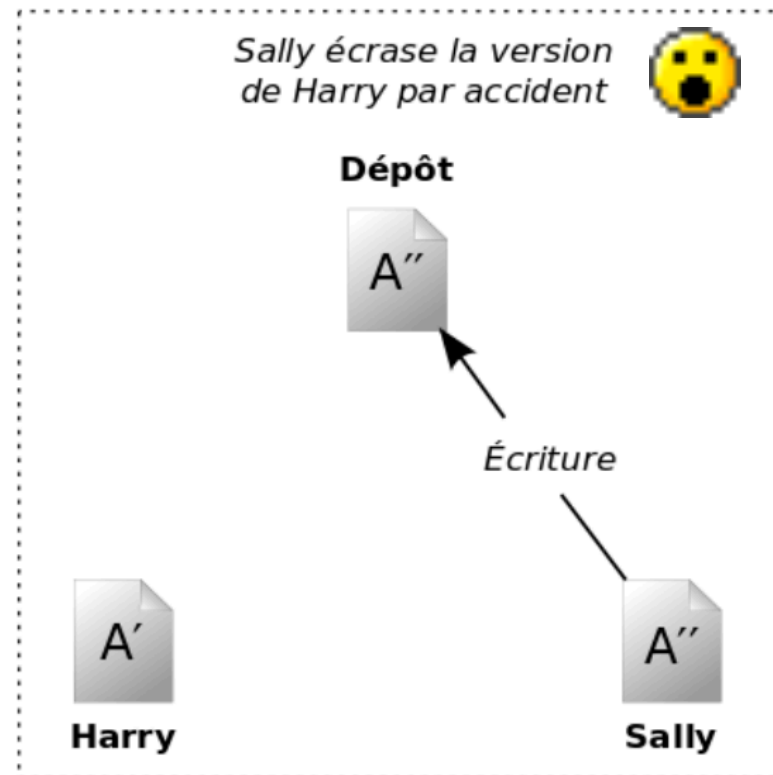 Sally écrase la version
de Harry par accident
Dépôt
A′′
Écriture
A′
A′′
Harry
Sally